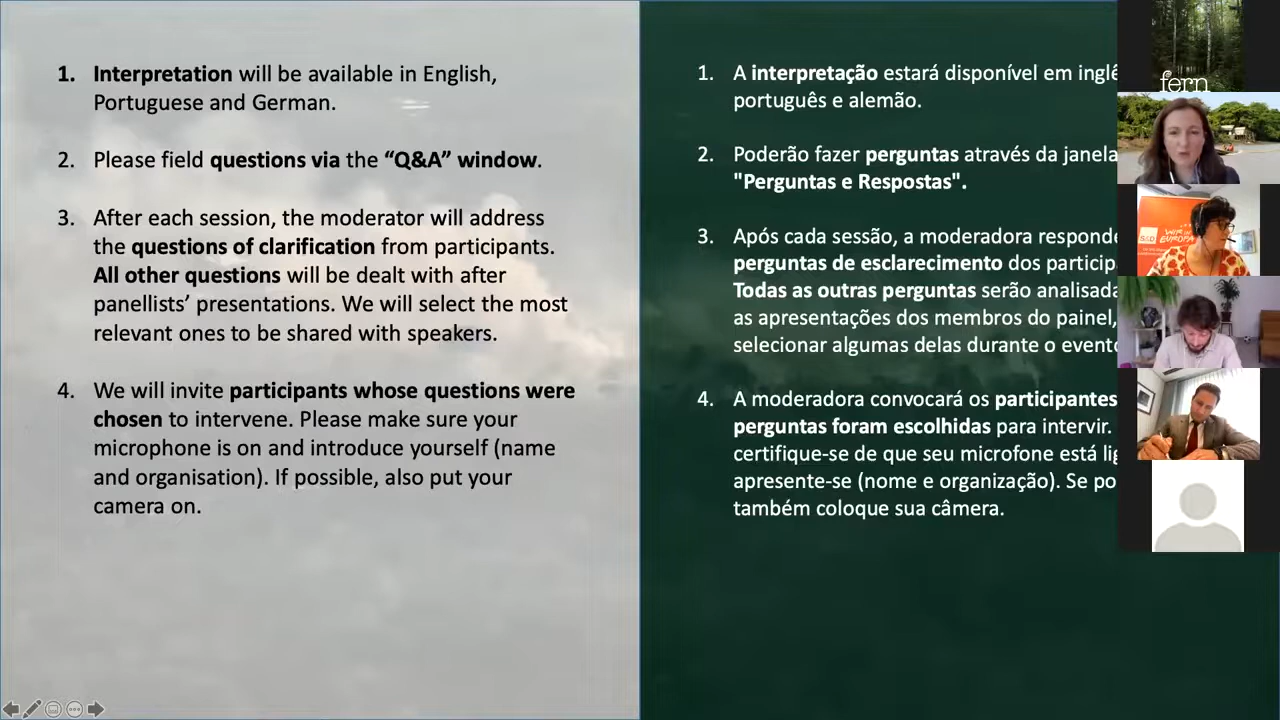 1. Interpretation will be available in English,
Portuguese and German.
2. Please field questions via the “Q&A” window.
3. After each session, the moderator will address
the questions of clarification from participants.
All other questions will be dealt with after
panellists’ presentations. We will select the most
relevant ones to be shared with speakers.
4. We will invite participants whose questions were
chosen to intervene. Please make sure your
microphone is on and introduce yourself (name
and organisation). If possible, also put your
camera on.
1. A interpretação estará disponível em inglê
português e alemão.
2. Poderão fazer perguntas através da janela
"Perguntas e Respostas".
3. Após cada sessão, a moderadora responde
perguntas de esclarecimento dos particip
Todas as outras perguntas serão analisada
as apresentações dos membros do painel,
selecionar algumas delas durante o evento
4. A moderadora convocará os participantes
perguntas foram escolhidas para intervir.
certifique-se de que seu microfone está lig
apresente-se (nome e organização). Se po
também coloque sua câmera.
fern
S&D
WIR IN
EUROPA